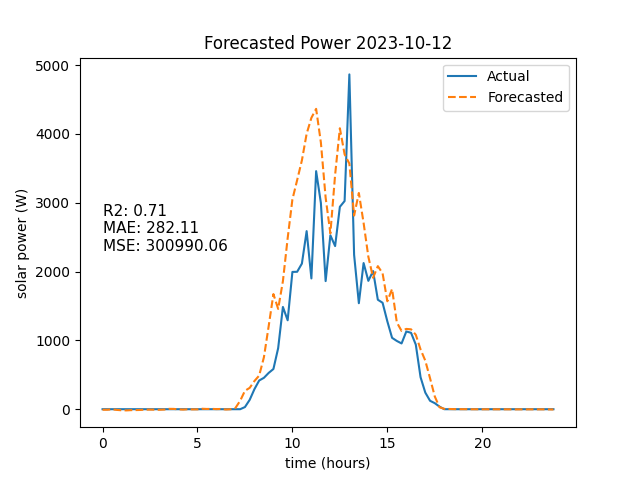 Forecasted Power 2023-10-12
5000
4000
3000
2000
1000
0
solar power (W)
Actual
Forecasted
R2: 0.71
MAE: 282.11
MSE: 300990.06
0 5 10 15 20
time (hours)